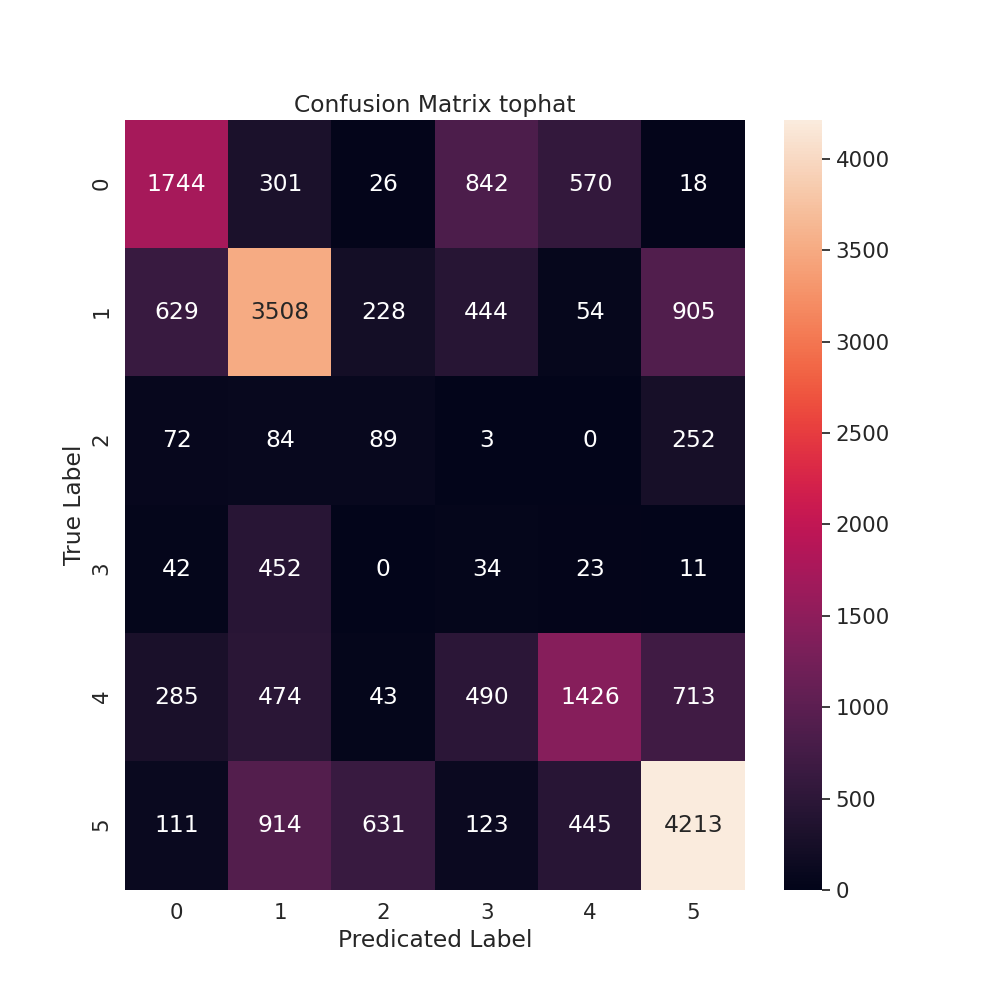 Confusion Matrix tophat
0 1744 301 26 842 570 18
1 629 3508 228 444 54 905
2 72 84 89 3 0 252
3 42 452 0 34 23 11
4 285 474 43 490 1426 713
5 111 914 631 123 445 4213
0 1 2 3 4 5
True Label
Predicated Label
4000
3500
3000
2500
2000
1500
1000
500
0